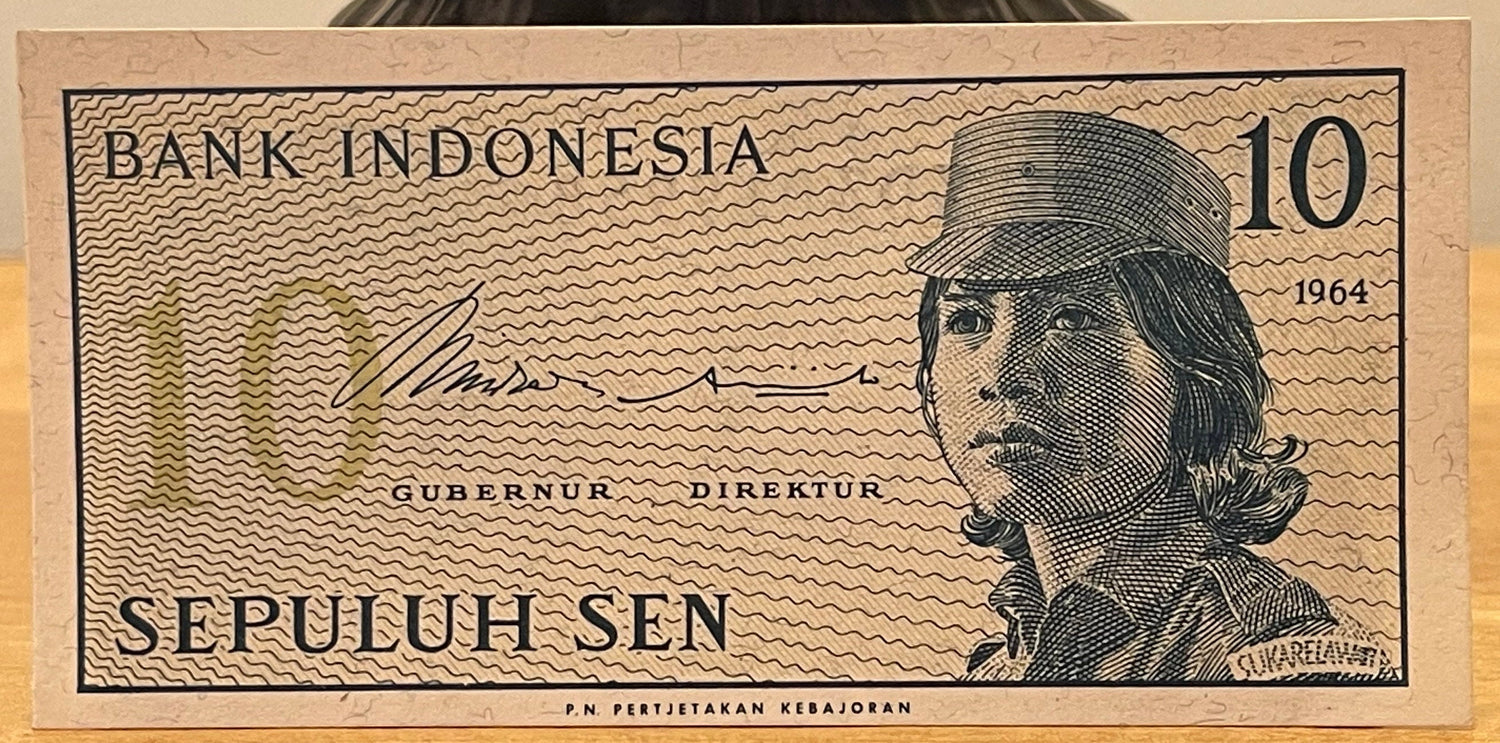 BANK INDONESIA
10
1964
10
GUBERNUR DIREKTUR
SEPULUH SEN
SUKARELAWATI
P.N. PERTJETAKAN KEBAJORAN